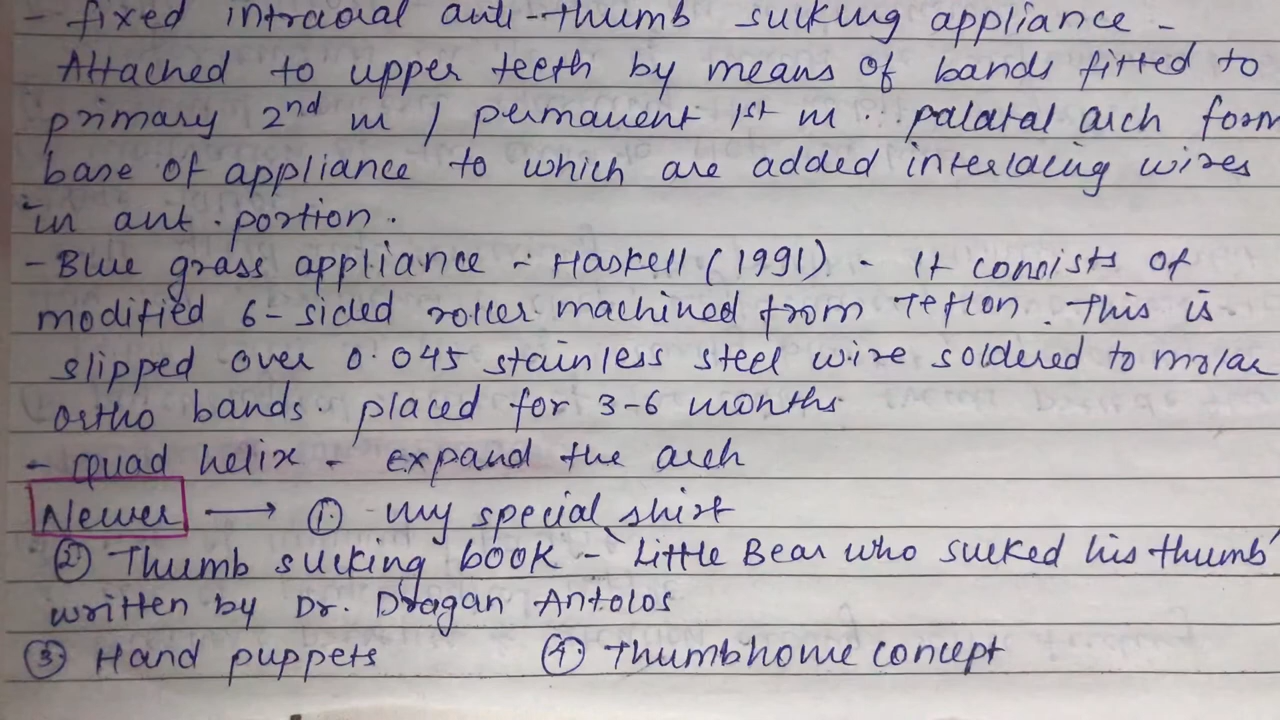 - fixed intraoral anti-thumb sucking appliance -
Attached to upper teeth by means of bands fitted to
primary 2nd m / permanent 1st m. palatal arch form
base of appliance to which are added interlacing wires
in ant. portion.
- Blue grass appliance - Haskell (1991) - It consists of
modified 6-sided roller machined from Teflon. This is
slipped over 0.045 stainless steel wire soldered to molar
ortho bands. placed for 3-6 months
- quad helix - expand the arch
Newer → ① My special shirt
② Thumb sucking book - 'Little Bear who sucked his thumb'
written by Dr. Dragan Antolos
③ Hand puppets ④ Thumbhome concept